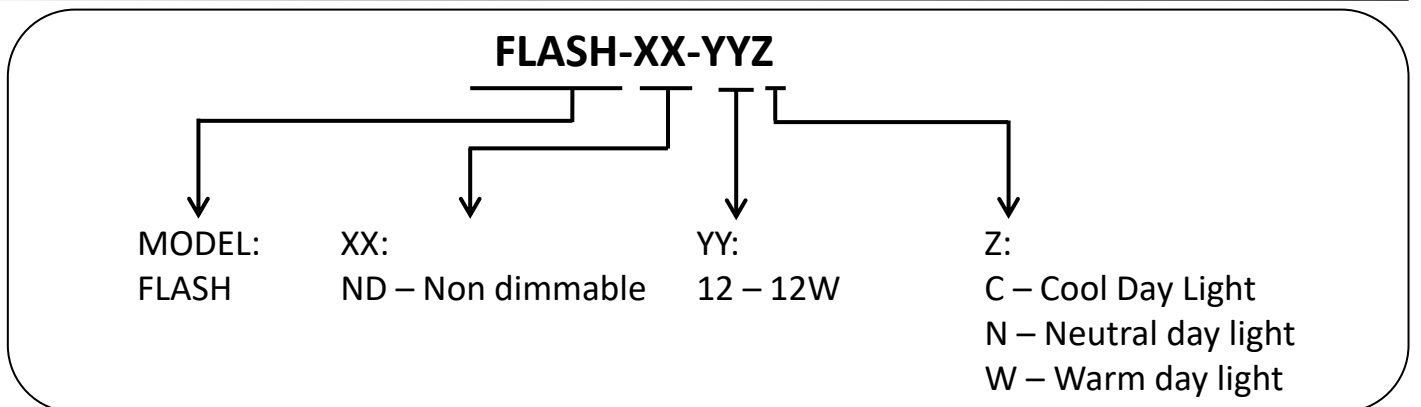 FLASH-XX-YYZ
MODEL: XX: YY: Z:
FLASH ND – Non dimmable 12 – 12W C – Cool Day Light
N – Neutral day light
W – Warm day light